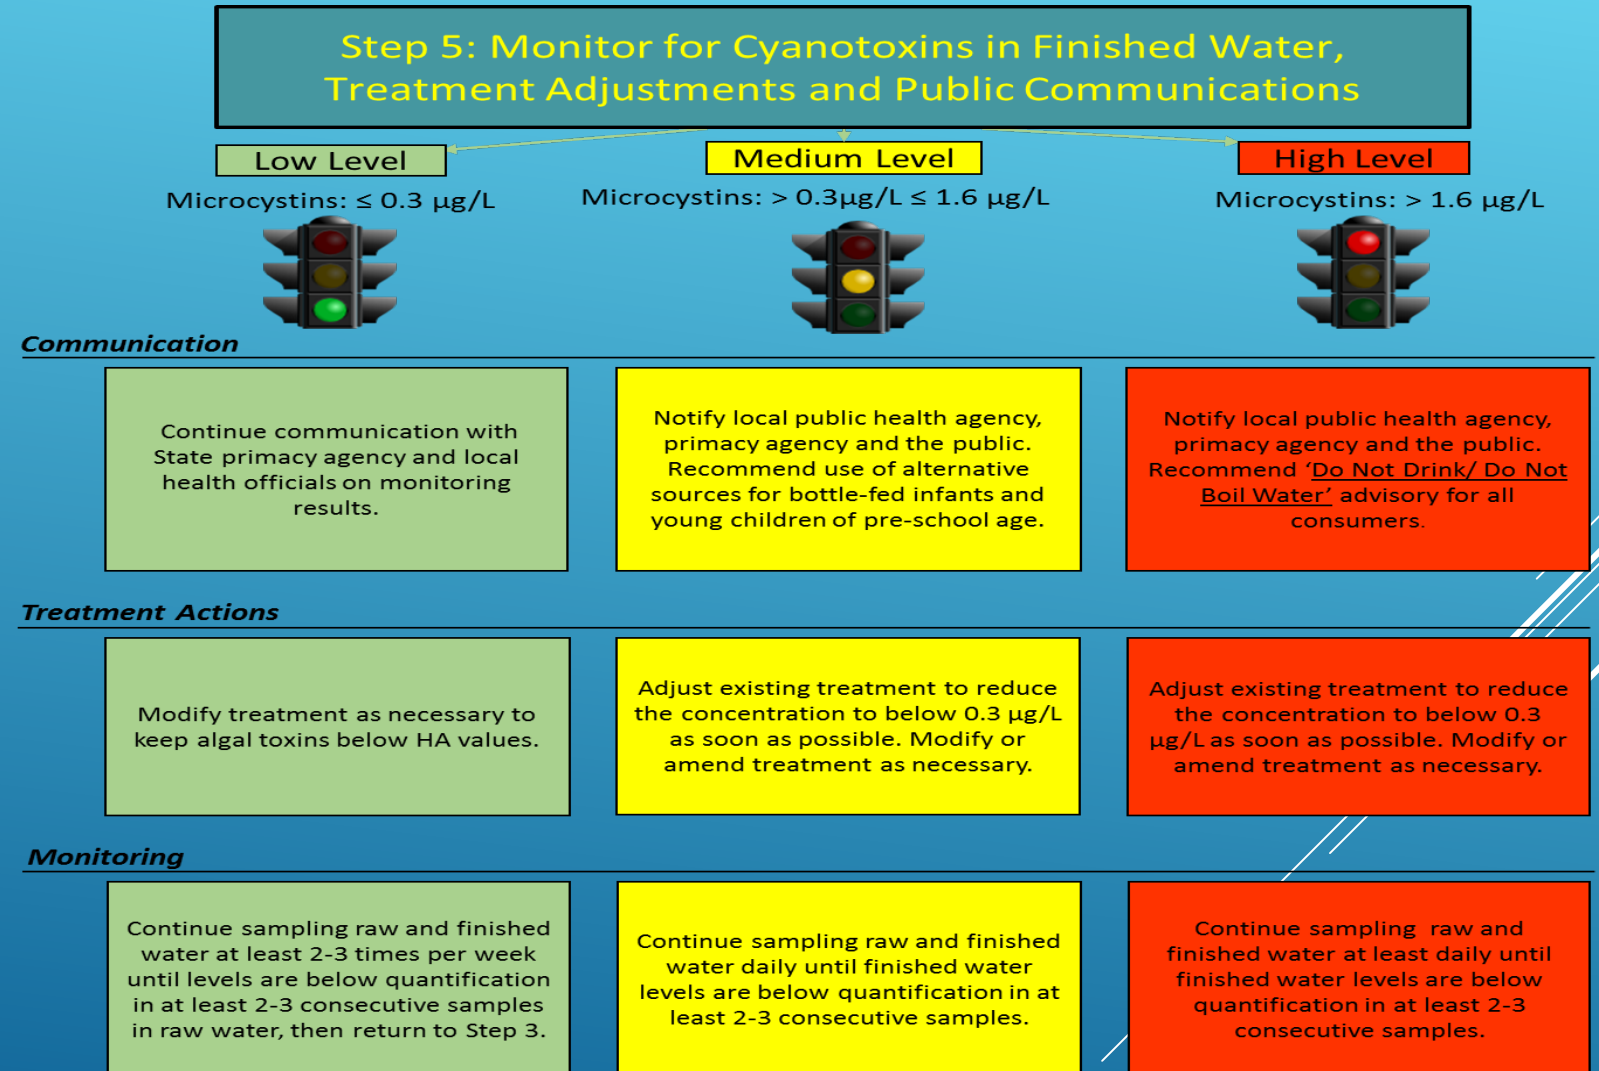 Step 5: Monitor for Cyanotoxins in Finished Water,
Treatment Adjustments and Public Communications
Low Level
Medium Level
High Level
Microcystins: ≤ 0.3 µg/L
Microcystins: > 0.3µg/L ≤ 1.6 µg/L
Microcystins: > 1.6 µg/L
Communication
Continue communication with
State primacy agency and local
health officials on monitoring
results.
Notify local public health agency,
primacy agency and the public.
Recommend use of alternative
sources for bottle-fed infants and
young children of pre-school age.
Notify local public health agency,
primacy agency and the public.
Recommend ‘Do Not Drink/ Do Not
Boil Water’ advisory for all
consumers.
Treatment Actions
Modify treatment as necessary to
keep algal toxins below HA values.
Adjust existing treatment to reduce
the concentration to below 0.3 µg/L
as soon as possible. Modify or
amend treatment as necessary.
Adjust existing treatment to reduce
the concentration to below 0.3
µg/L as soon as possible. Modify or
amend treatment as necessary.
Monitoring
Continue sampling raw and finished
water at least 2-3 times per week
until levels are below quantification
in at least 2-3 consecutive samples
in raw water, then return to Step 3.
Continue sampling raw and finished
water daily until finished water
levels are below quantification in at
least 2-3 consecutive samples.
Continue sampling raw and
finished water at least daily until
finished water levels are below
quantification in at least 2-3
consecutive samples.